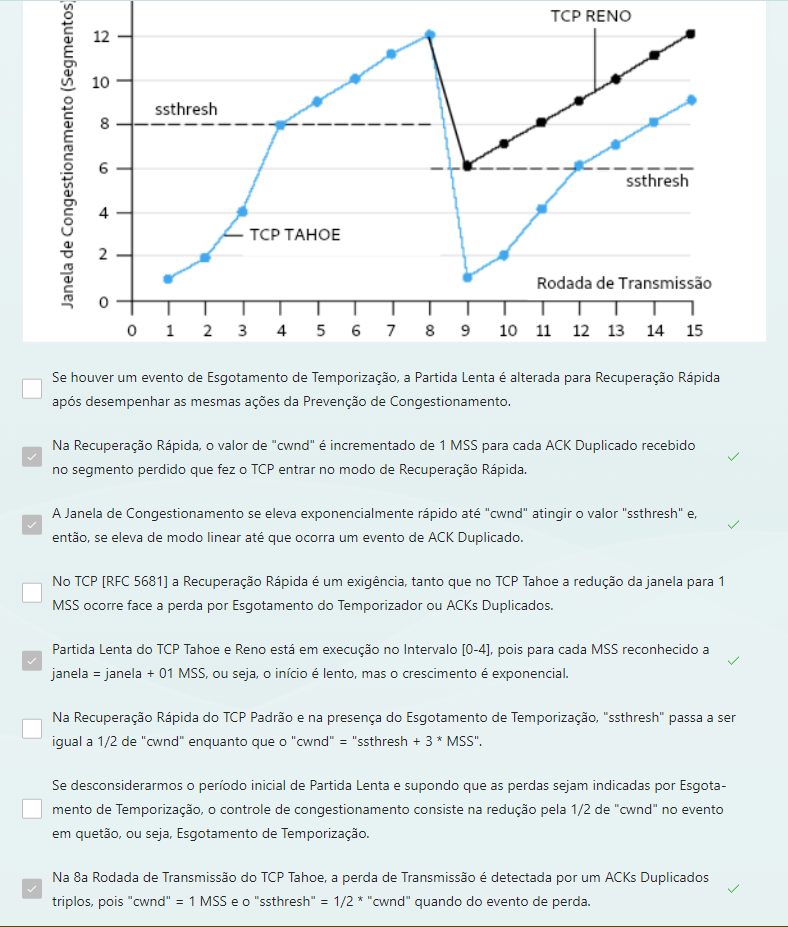 Janela de Congestionamento (Segmentos)
TCP RENO
12
10
ssthresh
8
6
ssthresh
4
TCP TAHOE
2
Rodada de Transmissão
0
0 1 2 3 4 5 6 7 8 9 10 11 12 13 14 15
Se houver um evento de Esgotamento de Temporização, a Partida Lenta é alterada para Recuperação Rápida
após desempenhar as mesmas ações da Prevenção de Congestionamento.
Na Recuperação Rápida, o valor de "cwnd" é incrementado de 1 MSS para cada ACK Duplicado recebido
no segmento perdido que fez o TCP entrar no modo de Recuperação Rápida.
A Janela de Congestionamento se eleva exponencialmente rápido até "cwnd" atingir o valor "ssthresh" e,
então, se eleva de modo linear até que ocorra um evento de ACK Duplicado.
No TCP [RFC 5681] a Recuperação Rápida é um exigência, tanto que no TCP Tahoe a redução da janela para 1
MSS ocorre face a perda por Esgotamento do Temporizador ou ACKs Duplicados.
Partida Lenta do TCP Tahoe e Reno está em execução no Intervalo [0-4], pois para cada MSS reconhecido a
janela = janela + 01 MSS, ou seja, o início é lento, mas o crescimento é exponencial.
Na Recuperação Rápida do TCP Padrão e na presença do Esgotamento de Temporização, "ssthresh" passa a ser
igual a 1/2 de "cwnd" enquanto que o "cwnd" = "ssthresh + 3 * MSS".
Se desconsiderarmos o período inicial de Partida Lenta e supondo que as perdas sejam indicadas por Esgota-
mento de Temporização, o controle de congestionamento consiste na redução pela 1/2 de "cwnd" no evento
em quetão, ou seja, Esgotamento de Temporização.
Na 8a Rodada de Transmissão do TCP Tahoe, a perda de Transmissão é detectada por um ACKs Duplicados
triplos, pois "cwnd" = 1 MSS e o "ssthresh" = 1/2 * "cwnd" quando do evento de perda.